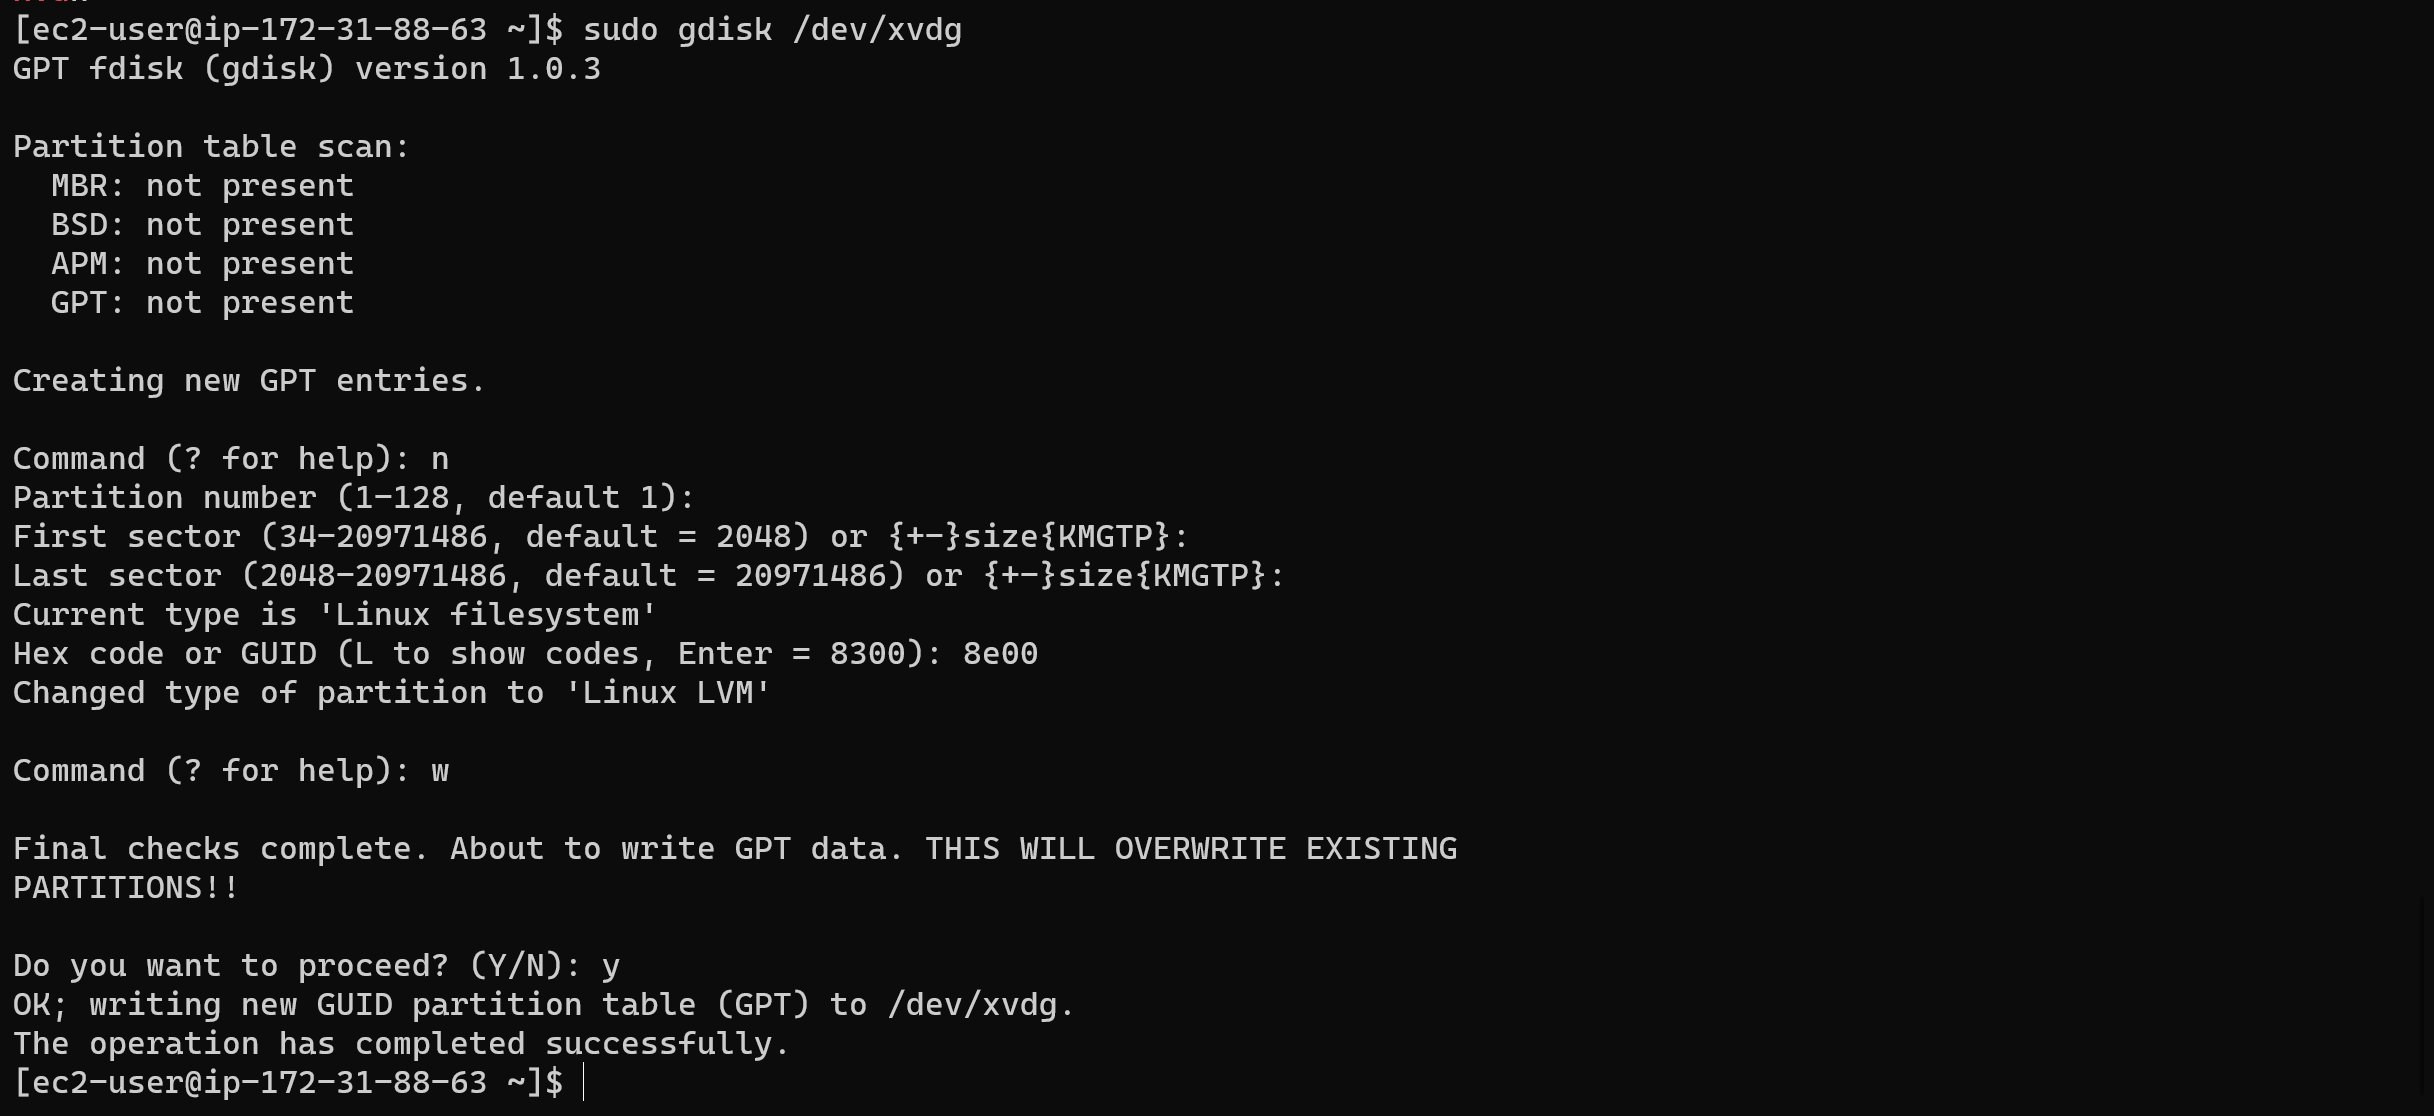 [ec2-user@ip-172-31-88-63 ~]$ sudo gdisk /dev/xvdg
GPT fdisk (gdisk) version 1.0.3

Partition table scan:
  MBR: not present
  BSD: not present
  APM: not present
  GPT: not present

Creating new GPT entries.

Command (? for help): n
Partition number (1-128, default 1):
First sector (34-20971486, default = 2048) or {+-}size{KMGTP}:
Last sector (2048-20971486, default = 20971486) or {+-}size{KMGTP}:
Current type is 'Linux filesystem'
Hex code or GUID (L to show codes, Enter = 8300): 8e00
Changed type of partition to 'Linux LVM'

Command (? for help): w

Final checks complete. About to write GPT data. THIS WILL OVERWRITE EXISTING
PARTITIONS!!

Do you want to proceed? (Y/N): y
OK; writing new GUID partition table (GPT) to /dev/xvdg.
The operation has completed successfully.
[ec2-user@ip-172-31-88-63 ~]$